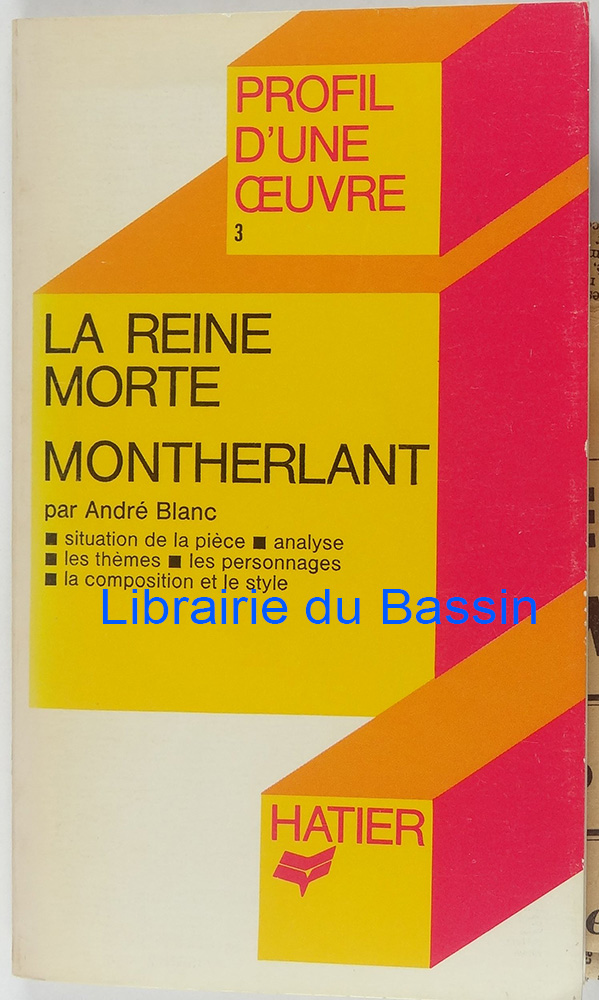 PROFIL
D'UNE
ŒUVRE
3
LA REINE
MORTE
MONTHERLANT
par André Blanc
■ situation de la pièce ■ analyse
■ les thèmes ■ les personnages
■ la composition et le style
Librairie du Bassin
HATIER